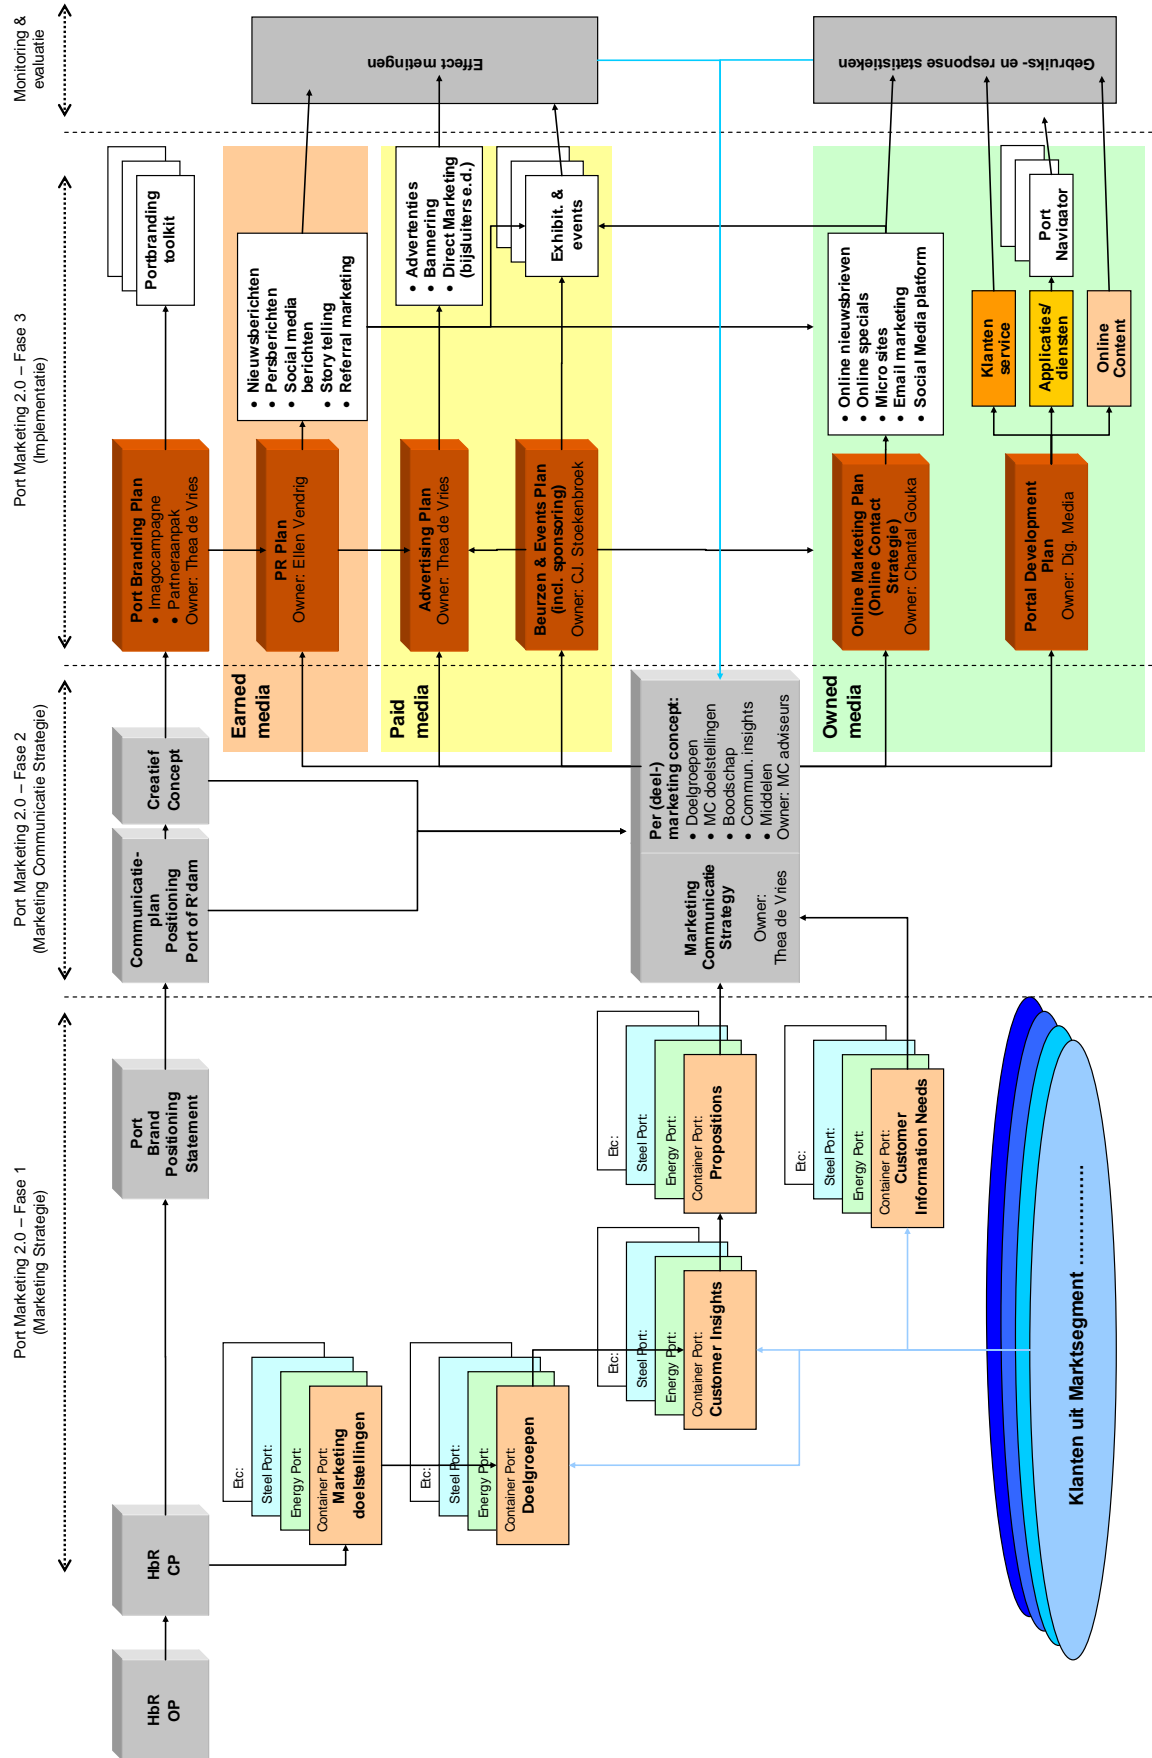 Port Marketing 2.0 – Fase 1
(Marketing Strategie)
Port Marketing 2.0 – Fase 2
(Marketing Communicatie Strategie)
Port Marketing 2.0 – Fase 3
(Implementatie)
Monitoring &
evaluatie
HbR
OP
HbR
CP
Port
Brand
Positioning
Statement
Communicatie-
plan
Positioning
Port of R'dam
Creatief
Concept
Port Branding Plan
• Imagocampagne
• Partneraanpak
Owner: Thea de Vries
Portbranding
toolkit
Etc:
Steel Port:
Energy Port:
Container Port:
Marketing
doelstellingen
Etc:
Steel Port:
Energy Port:
Container Port:
Doelgroepen
Etc:
Steel Port:
Energy Port:
Container Port:
Customer Insights
Etc:
Steel Port:
Energy Port:
Container Port:
Propositions
Etc:
Steel Port:
Energy Port:
Container Port:
Customer
Information Needs
Klanten uit Marktsegment ...............
Marketing
Communicatie
Strategy
Owner:
Thea de Vries
Per (deel-)
marketing concept:
• Doelgroepen
• MC doelstellingen
• Boodschap
• Commun. insights
• Middelen
Owner: MC adviseurs
Earned
media
PR Plan
Owner: Ellen Vendrig
• Nieuwsberichten
• Persberichten
• Social media
berichten
• Story telling
• Referral marketing
Paid
media
Advertising Plan
Owner: Thea de Vries
• Advertenties
• Bannering
• Direct Marketing
(bijsluiters e.d.)
Beurzen & Events Plan
(incl. sponsoring)
Owner: CJ. Stoekenbroek
Exhibit. &
events
Owned
media
Online Marketing Plan
(Online Contact
Strategie)
Owner: Chantal Gouka
• Online nieuwsbrieven
• Online specials
• Micro sites
• Email marketing
• Social Media platform
Portal Development
Plan
Owner: Dig. Media
Klanten
service
Applicaties/
diensten
Online
Content
Port
Navigator
Effect metingen
Gebruiks- en response statistieken